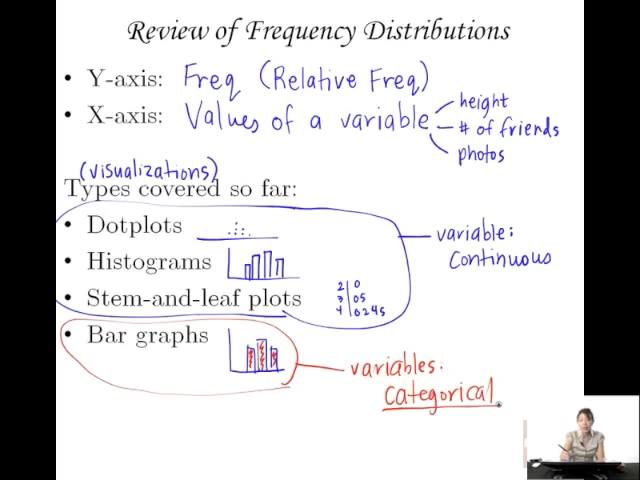 Review of Frequency Distributions
• Y-axis: Freq (Relative Freq)
• X-axis: Values of a variable
height
# of friends
photos
(visualizations)
Types covered so far:
• Dotplots
• Histograms
• Stem-and-leaf plots
2 | 0
3 | 05
4 | 0245
variable:
Continuous
• Bar graphs
variables:
Categorical